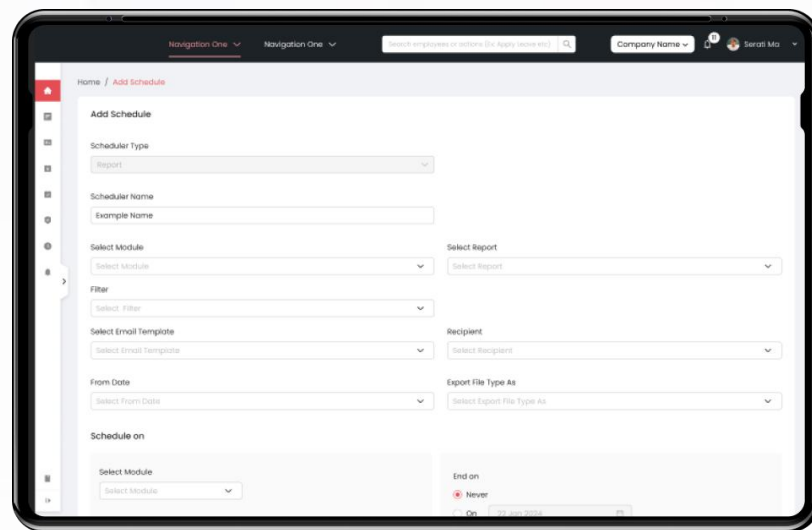 Navigation One
Navigation One
Search employees or actions (Ex: Apply Leave etc)
Company Name
11
Serati Ma
Home / Add Schedule
Add Schedule
Scheduler Type
Report
Scheduler Name
Example Name
Select Module
Select Report
Select Module
Select Report
Filter
Select Filter
Select Email Template
Recipient
Select Email Template
Select Recipient
From Date
Export File Type As
Select From Date
Select Export File Type As
Schedule on
Select Module
End on
Select Module
Never
On
22 Jan 2024